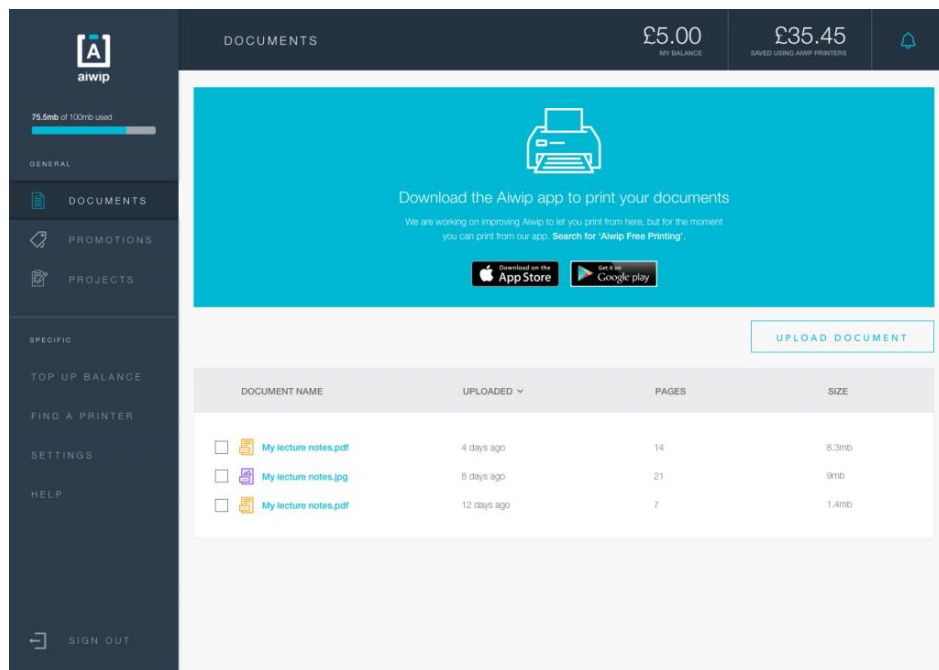 [A]
aiwip
75.5mb of 100mb used
GENERAL
DOCUMENTS
PROMOTIONS
PROJECTS
SPECIFIC
TOP UP BALANCE
FIND A PRINTER
SETTINGS
HELP
SIGN OUT
DOCUMENTS
£5.00
MY BALANCE
£35.45
SAVED USING AIWIP PRINTERS
Download the Aiwip app to print your documents
We are working on improving Aiwip to let you print from here, but for the moment
you can print from our app. Search for 'Aiwip Free Printing'.
Download on the
App Store
Get it on
Google play
UPLOAD DOCUMENT
DOCUMENT NAME UPLOADED PAGES SIZE
My lecture notes.pdf 4 days ago 14 8.3mb
My lecture notes.jpg 8 days ago 21 9mb
My lecture notes.pdf 12 days ago 7 1.4mb